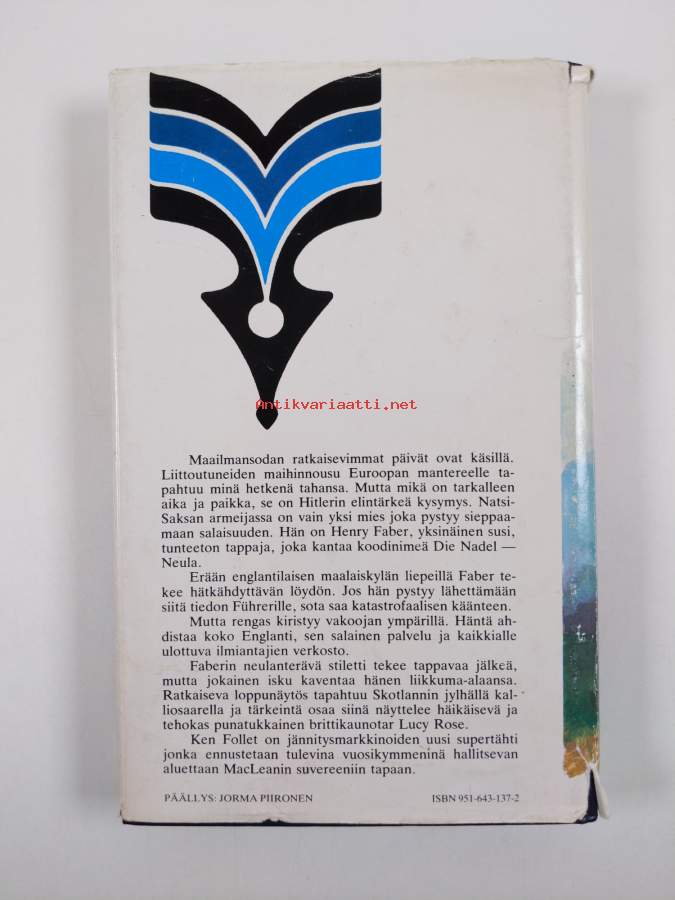 Antikvariaatti.net
Maailmansodan ratkaisevimmat päivät ovat käsillä.
Liittoutuneiden maihinnousu Euroopan mantereelle ta-
pahtuu minä hetkenä tahansa. Mutta mikä on tarkalleen
aika ja paikka, se on Hitlerin elintärkeä kysymys. Natsi-
Saksan armeijassa on vain yksi mies joka pystyy sieppaa-
maan salaisuuden. Hän on Henry Faber, yksinäinen susi,
tunteeton tappaja, joka kantaa koodinimeä Die Nadel —
Neula.
Erään englantilaisen maalaiskylän liepeillä Faber te-
kee hätkähdyttävän löydön. Jos hän pystyy lähettämään
siitä tiedon Führerille, sota saa katastrofaalisen käänteen.
Mutta rengas kiristyy vakoojan ympärillä. Häntä ah-
distaa koko Englanti, sen salainen palvelu ja kaikkialle
ulottuva ilmiantajien verkosto.
Faberin neulanterävä stiletti tekee tappavaa jälkeä,
mutta jokainen isku kaventaa hänen liikkuma-alaansa.
Ratkaiseva loppunäytös tapahtuu Skotlannin jylhällä kal-
liosaarella ja tärkeintä osaa siinä näyttelee häikäisevä ja
tehokas punatukkainen brittikaunotar Lucy Rose.
Ken Follet on jännitysmarkkinoiden uusi supertähti
jonka ennustetaan tulevina vuosikymmeninä hallitsevan
aluettaan MacLeanin suvereeniin tapaan.
PÄÄLLYS: JORMA PIIRONEN
ISBN 951-643-137-2